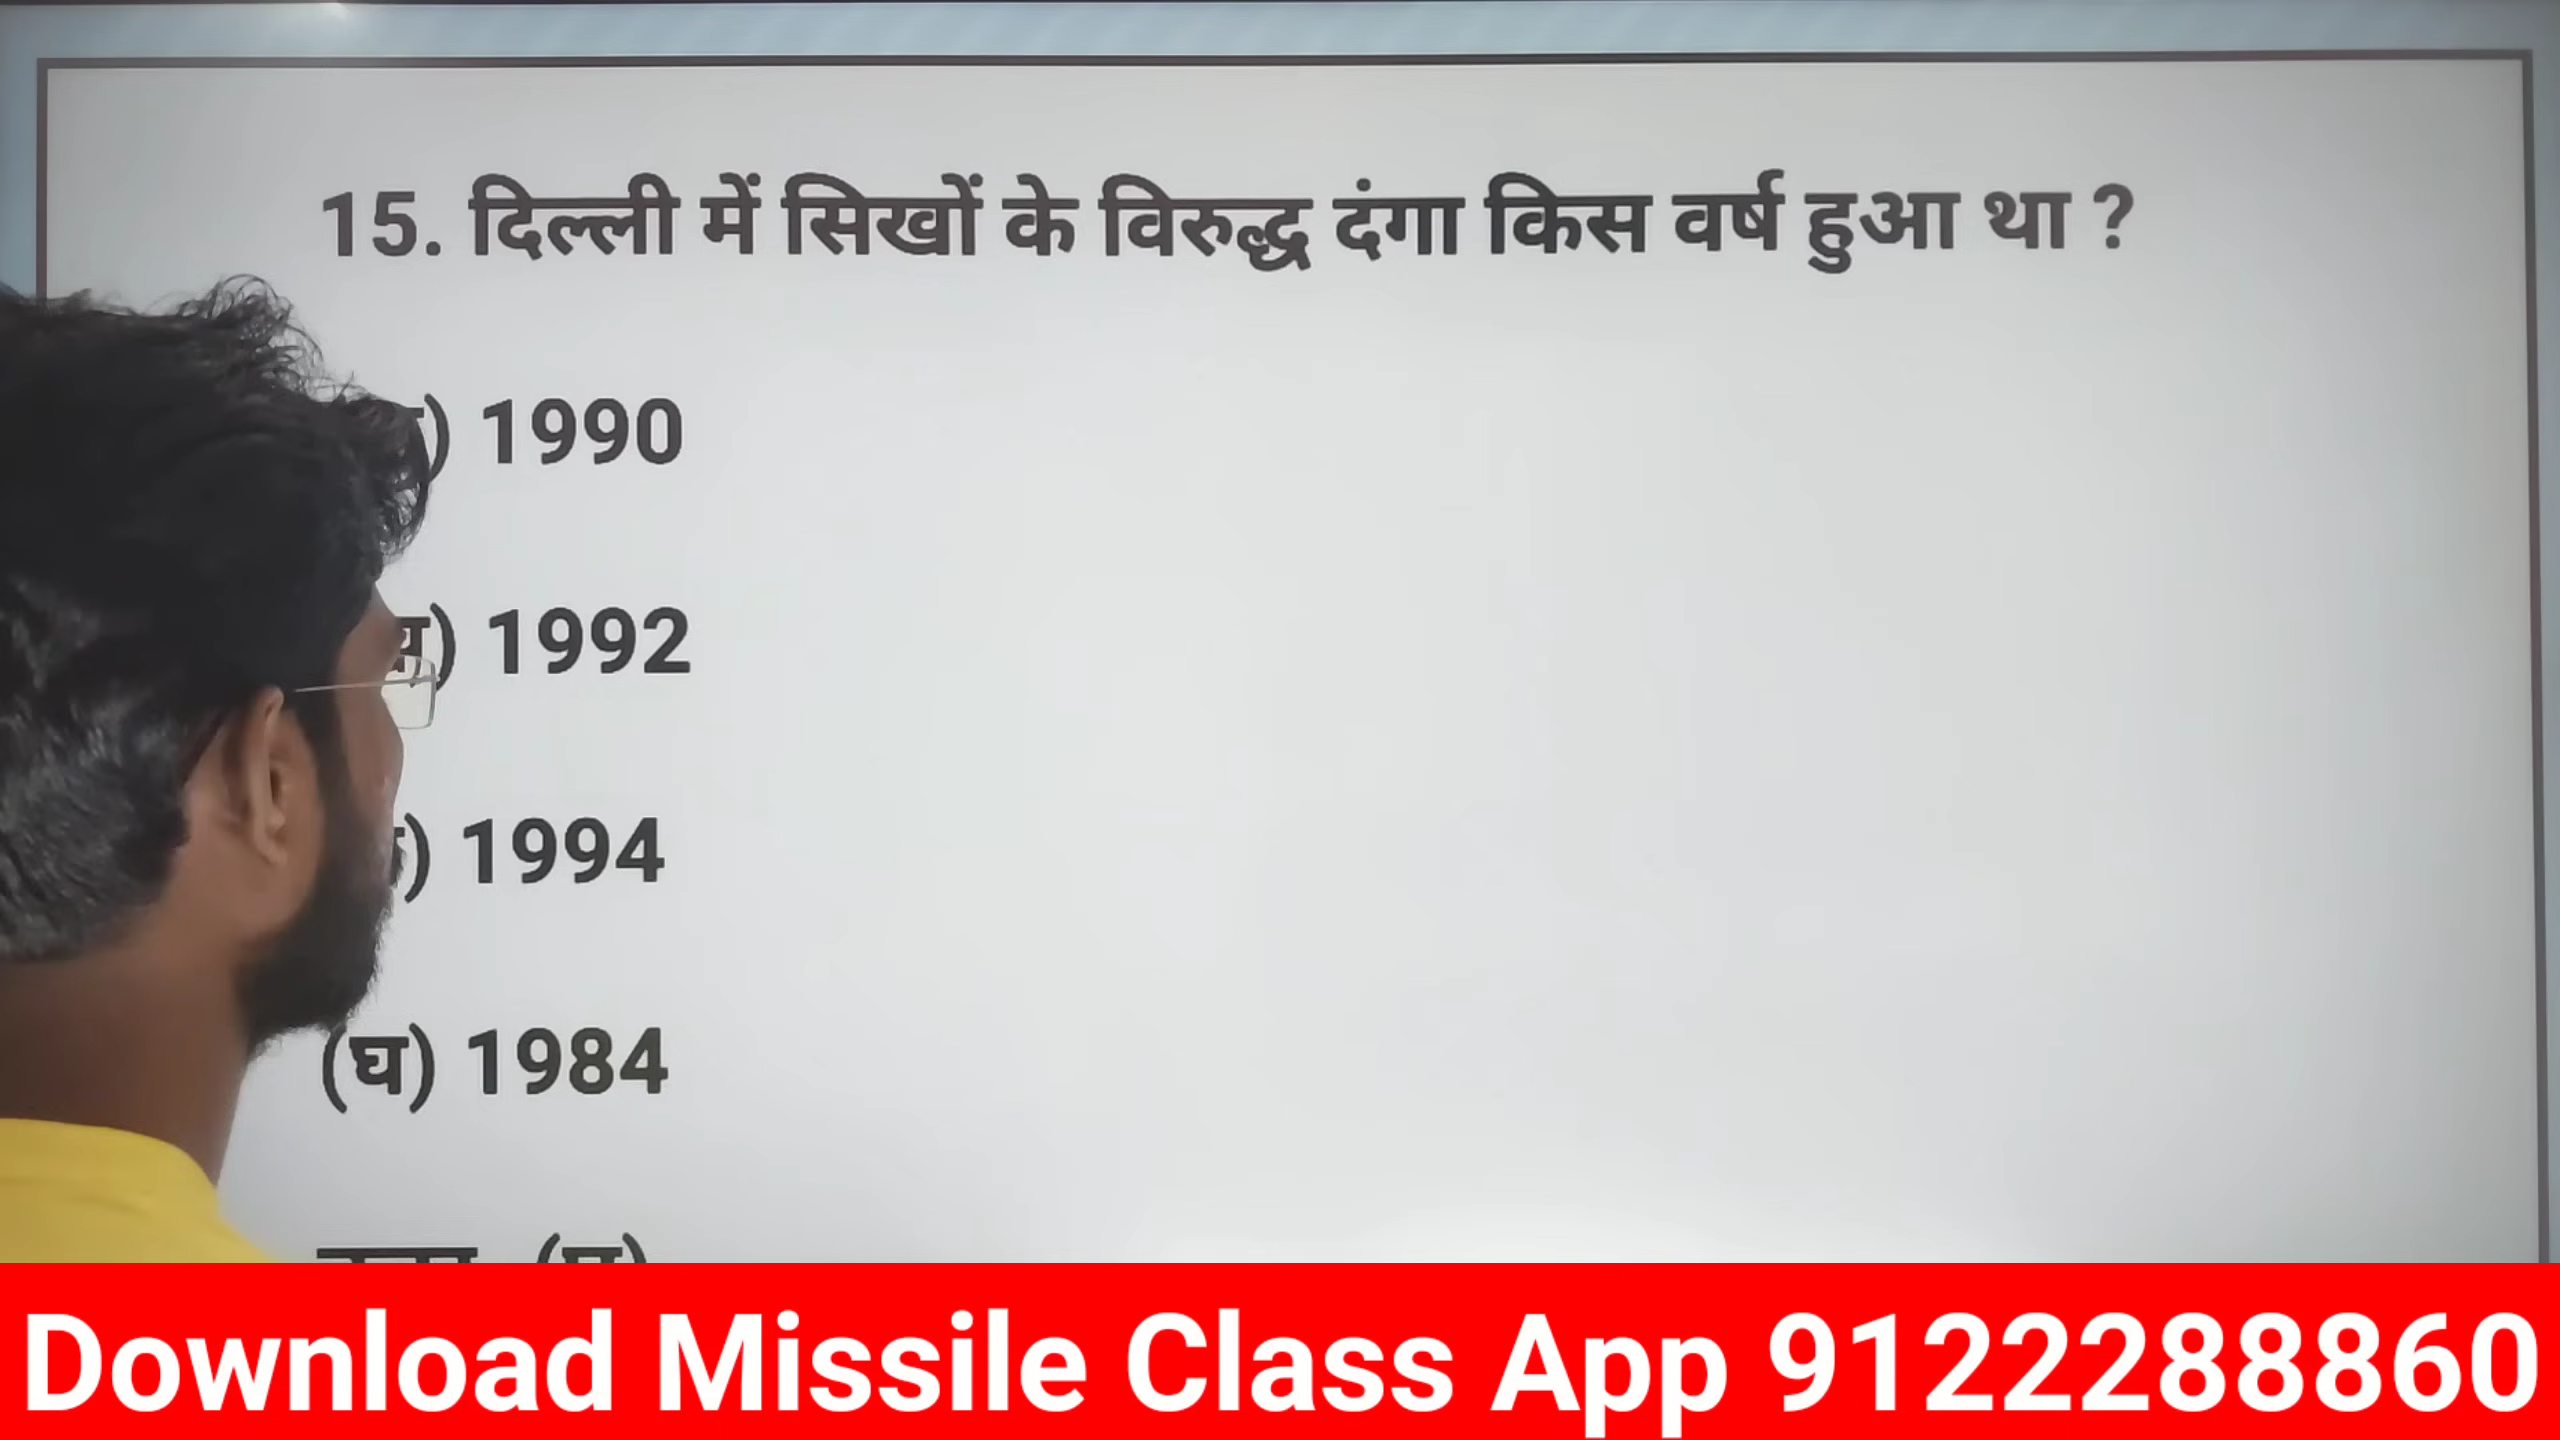 15. दिल्ली में सिखों के विरुद्ध दंगा किस वर्ष हुआ था ?
) 1990
) 1992
) 1994
(घ) 1984
Download Missile Class App 9122288860